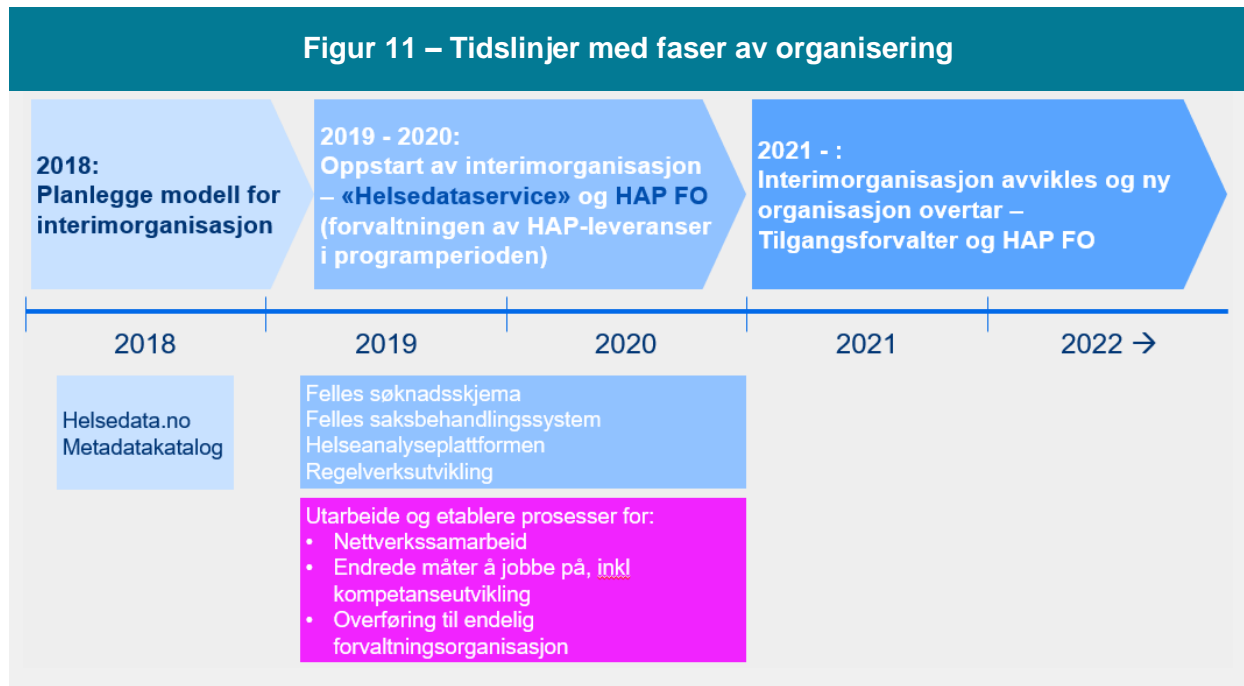 Figur 11 – Tidslinjer med faser av organisering
2018:
Planlegge modell for
interimorganisasjon
2019 - 2020:
Oppstart av interimorganisasjon
– «Helsedataservice» og HAP FO
(forvaltningen av HAP-leveranser
i programperioden)
2021 - :
Interimorganisasjon avvikles og ny
organisasjon overtar –
Tilgangsforvalter og HAP FO
2018
2019
2020
2021
2022 →
Helsedata.no
Metadatakatalog
Felles søknadsskjema
Felles saksbehandlingssystem
Helseanalyseplattformen
Regelverksutvikling
Utarbeide og etablere prosesser for:
• Nettverkssamarbeid
• Endrede måter å jobbe på, inkl
kompetanseutvikling
• Overføring til endelig
forvaltningsorganisasjon